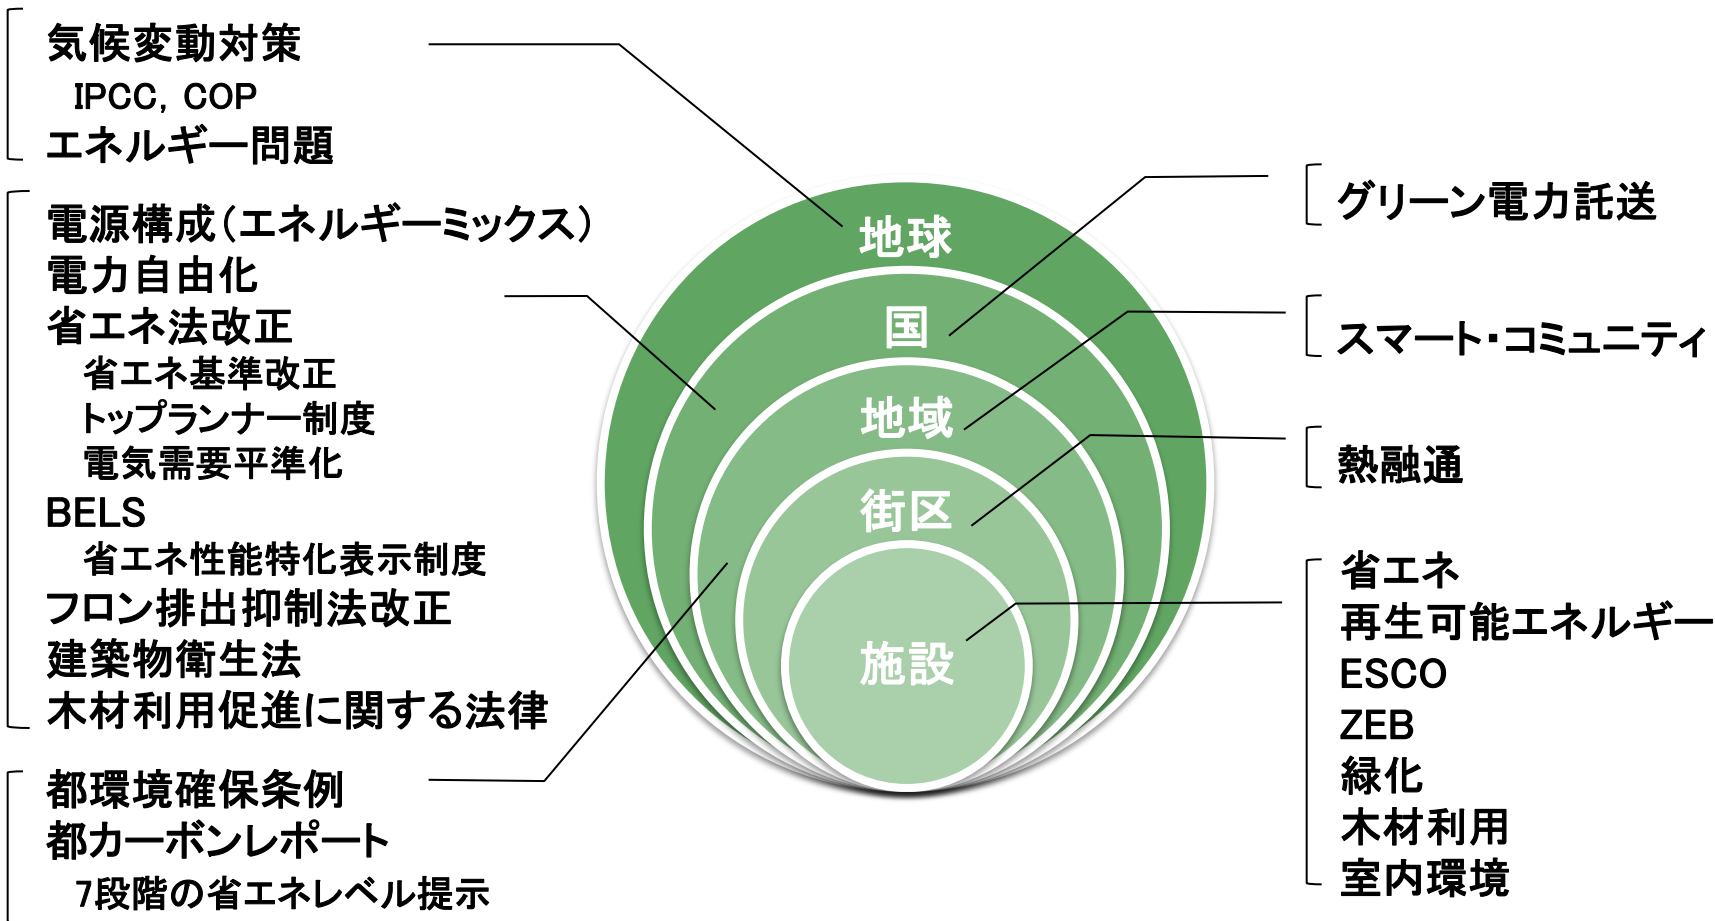 気候変動対策
IPCC, COP
エネルギー問題
電源構成(エネルギーミックス)
電力自由化
省エネ法改正
省エネ基準改正
トップランナー制度
電気需要平準化
BELS
省エネ性能特化表示制度
フロン排出抑制法改正
建築物衛生法
木材利用促進に関する法律
都環境確保条例
都カーボンレポート
7段階の省エネレベル提示
地球
国
地域
街区
施設
グリーン電力託送
スマート・コミュニティ
熱融通
省エネ
再生可能エネルギー
ESCO
ZEB
緑化
木材利用
室内環境